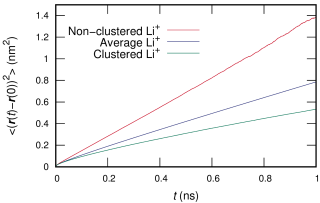 1.4
1.2
1
0.8
0.6
0.4
0.2
0
<(r(t)−r(0))²> (nm²)
Non-clustered Li⁺
Average Li⁺
Clustered Li⁺
0 0.2 0.4 0.6 0.8 1
t (ns)